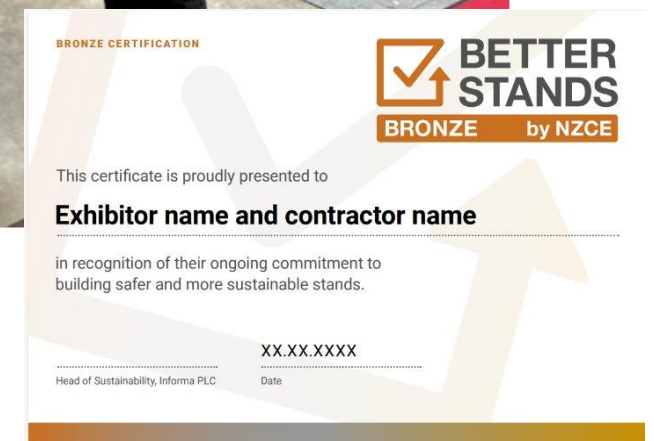 BRONZE CERTIFICATION
BETTER
STANDS
BRONZE by NZCE
This certificate is proudly presented to
Exhibitor name and contractor name
in recognition of their ongoing commitment to
building safer and more sustainable stands.
XX.XX.XXXX
Head of Sustainability, Informa PLC Date